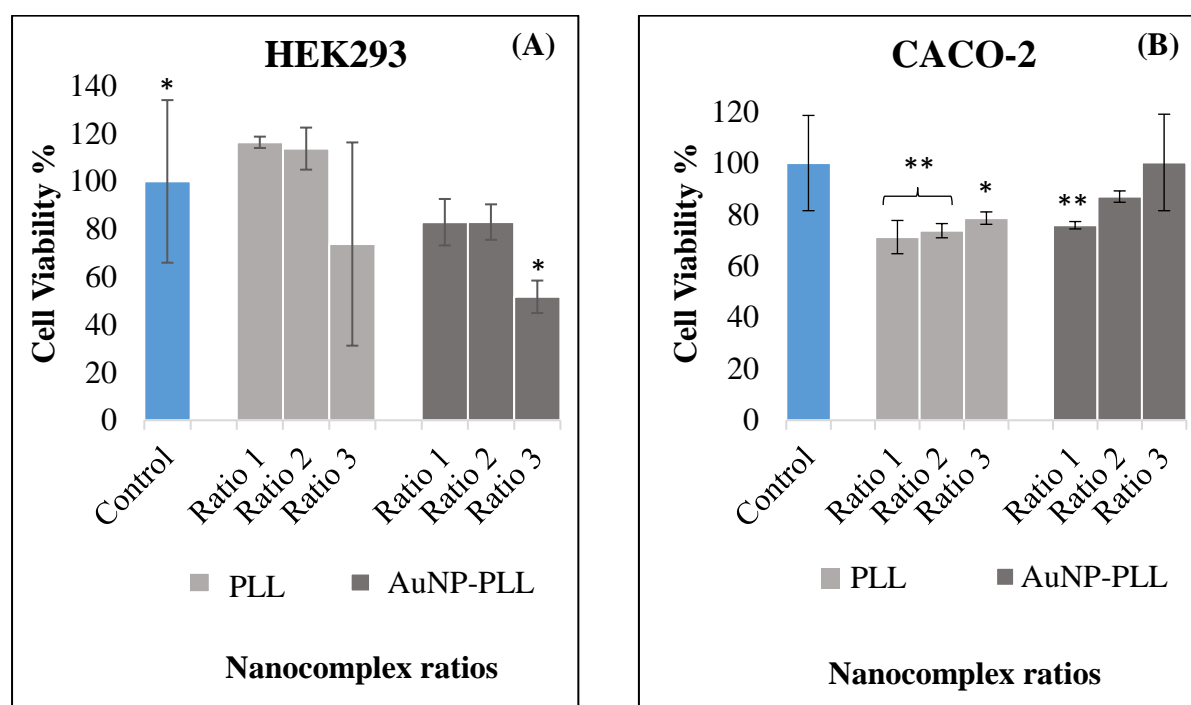 HEK293
(A)
Cell Viability %
140
120
100
80
60
40
20
0
*
*
Control
Ratio 1
Ratio 2
Ratio 3
Ratio 1
Ratio 2
Ratio 3
PLL
AuNP-PLL
Nanocomplex ratios
CACO-2
(B)
Cell Viability %
120
100
80
60
40
20
0
**
*
**
Control
Ratio 1
Ratio 2
Ratio 3
Ratio 1
Ratio 2
Ratio 3
PLL
AuNP-PLL
Nanocomplex ratios